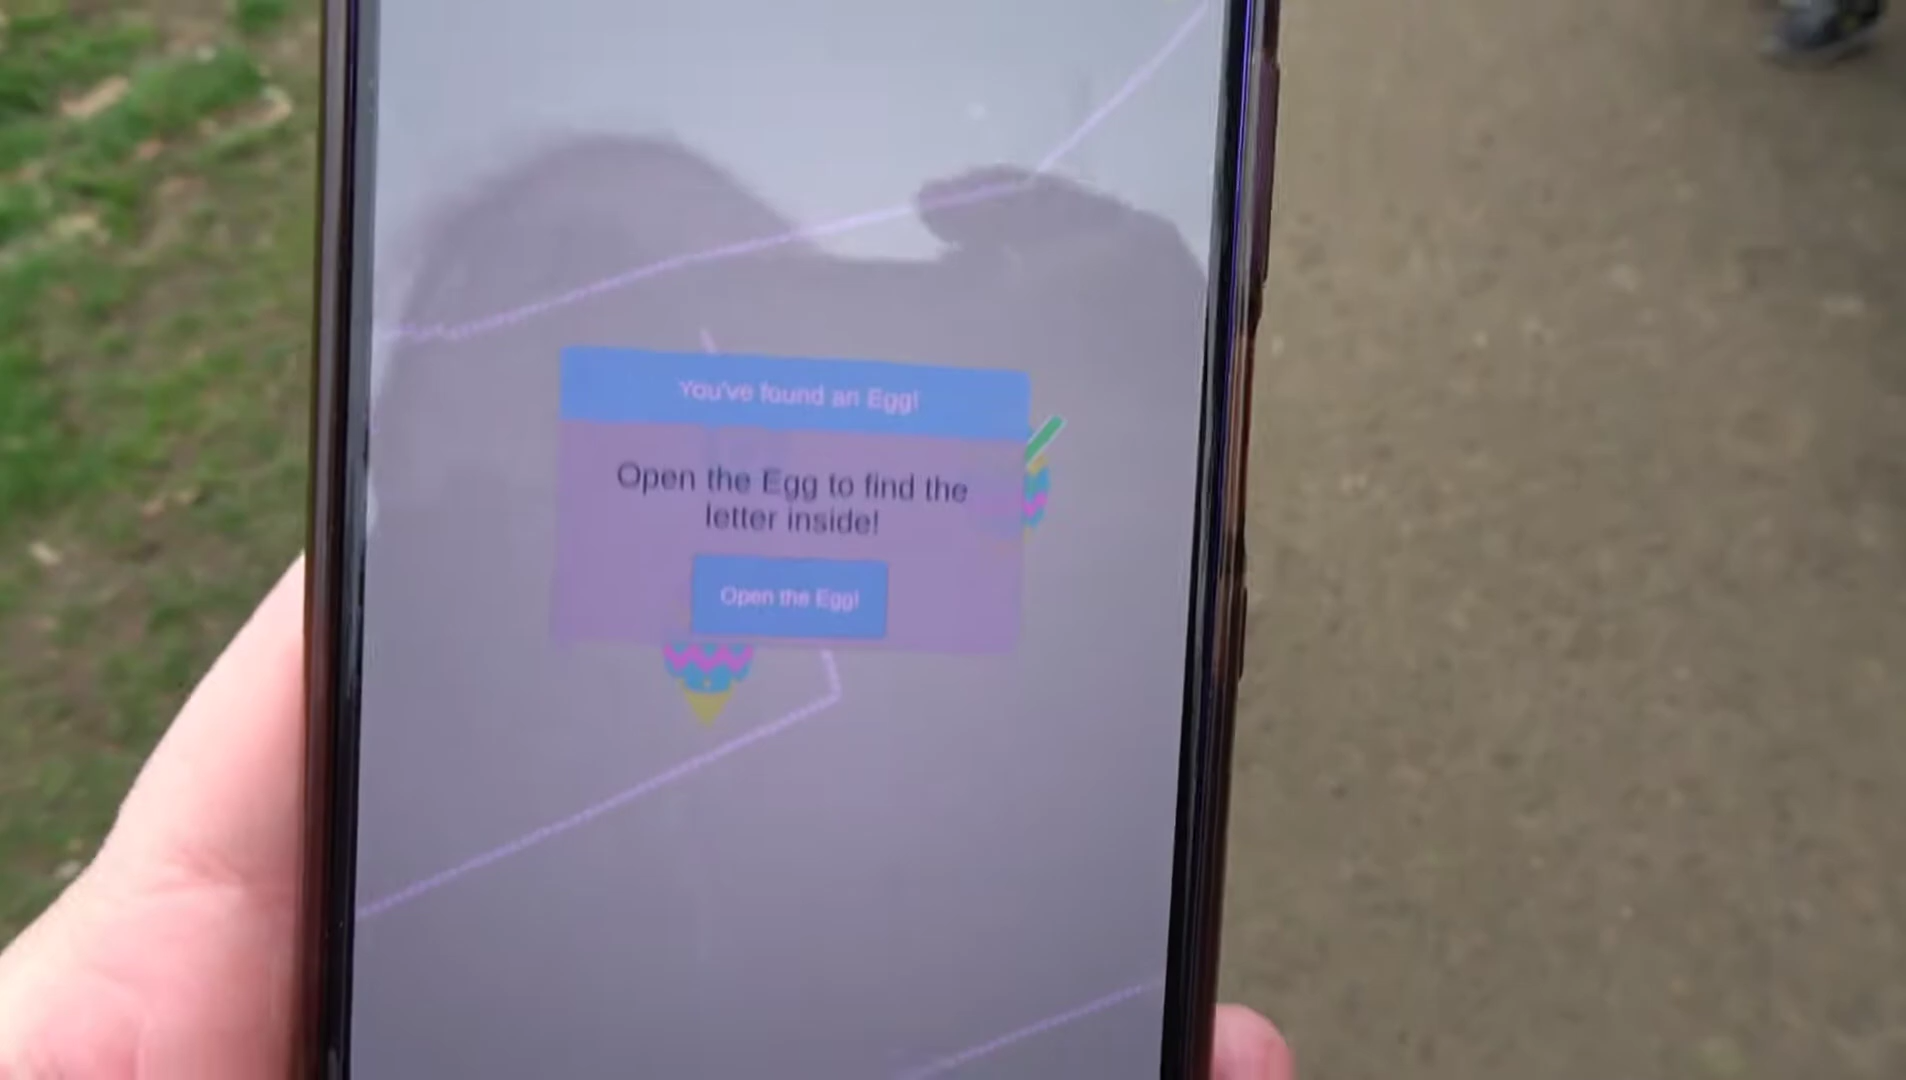 You've found an Egg!
Open the Egg to find the
letter inside!
Open the Egg!